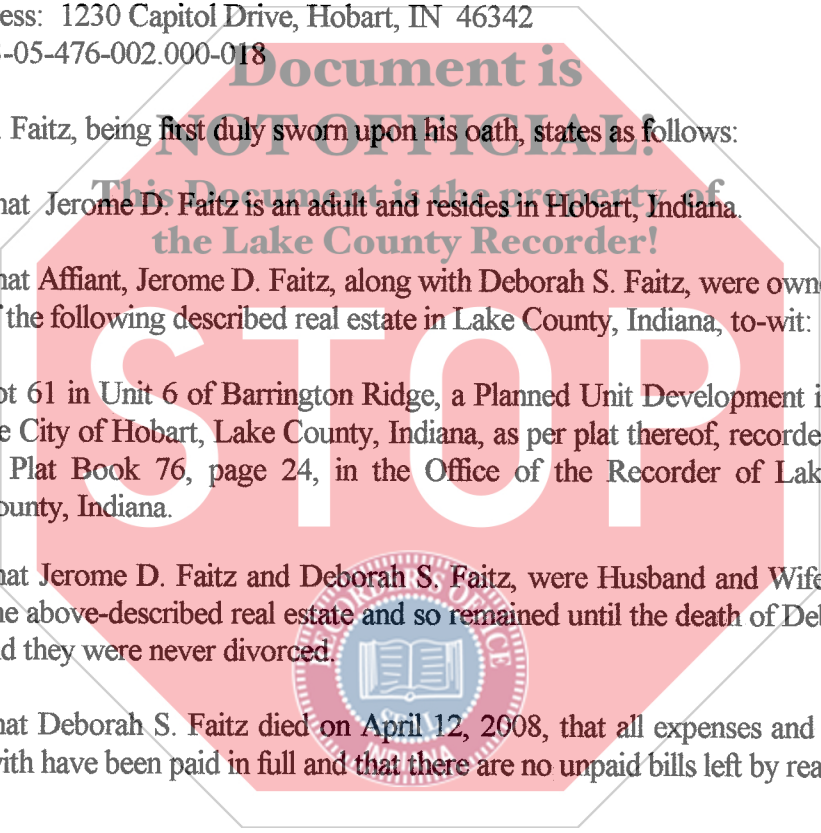 ess: 1230 Capitol Drive, Hobart, IN 46342
-05-476-002.000-018
Document is
Faitz, being first duly sworn upon his oath, states as follows:
NOT OFFICIAL!
This Document is the property of
hat Jerome D. Faitz is an adult and resides in Hobart, Indiana.
the Lake County Recorder!
hat Affiant, Jerome D. Faitz, along with Deborah S. Faitz, were own
f the following described real estate in Lake County, Indiana, to-wit:
STOP
ot 61 in Unit 6 of Barrington Ridge, a Planned Unit Development i
e City of Hobart, Lake County, Indiana, as per plat thereof, recorde
Plat Book 76, page 24, in the Office of the Recorder of Lak
ounty, Indiana.
hat Jerome D. Faitz and Deborah S. Faitz, were Husband and Wife
he above-described real estate and so remained until the death of Deb
d they were never divorced.
RECORDER'S OFFICE
SEAL
INDIANA
hat Deborah S. Faitz died on April 12, 2008, that all expenses and
with have been paid in full and that there are no unpaid bills left by rea